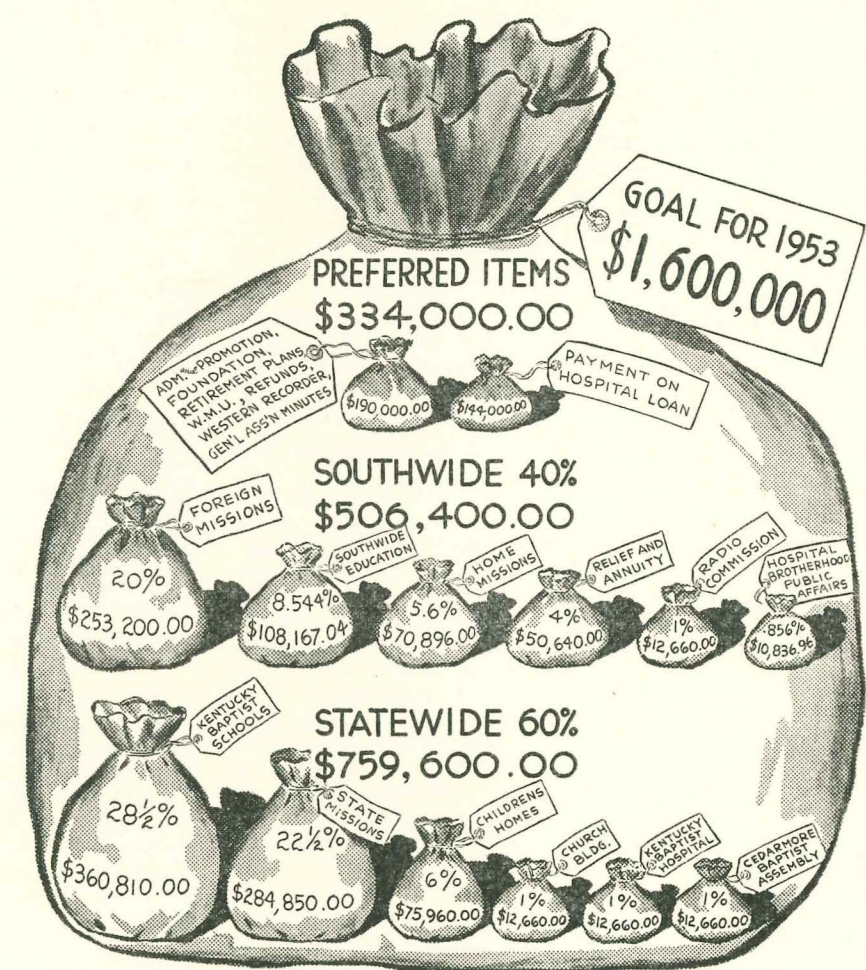 GOAL FOR 1953
$1,600,000
PREFERRED ITEMS
$334,000.00
ADM., PROMOTION,
FOUNDATION,
RETIREMENT PLANS,
W.M.U., REFUNDS,
WESTERN RECORDER,
GEN'L ASS'N MINUTES
$190,000.00
$144,000.00
PAYMENT ON
HOSPITAL LOAN
SOUTHWIDE 40%
$506,400.00
FOREIGN
MISSIONS
20%
$253,200.00
SOUTHWIDE
EDUCATION
8.544%
$108,167.04
HOME
MISSIONS
5.6%
$70,896.00
RELIEF AND
ANNUITY
4%
$50,640.00
RADIO
COMMISSION
1%
$12,660.00
HOSPITAL
BROTHERHOOD
PUBLIC
AFFAIRS
.856%
$10,836.96
STATEWIDE 60%
$759,600.00
KENTUCKY
BAPTIST
SCHOOLS
28½%
$360,810.00
STATE
MISSIONS
22½%
$284,850.00
CHILDRENS
HOMES
6%
$75,960.00
CHURCH
BLDG.
1%
$12,660.00
KENTUCKY
BAPTIST
HOSPITAL
1%
$12,660.00
CEDARMORE
BAPTIST
ASSEMBLY
1%
$12,660.00